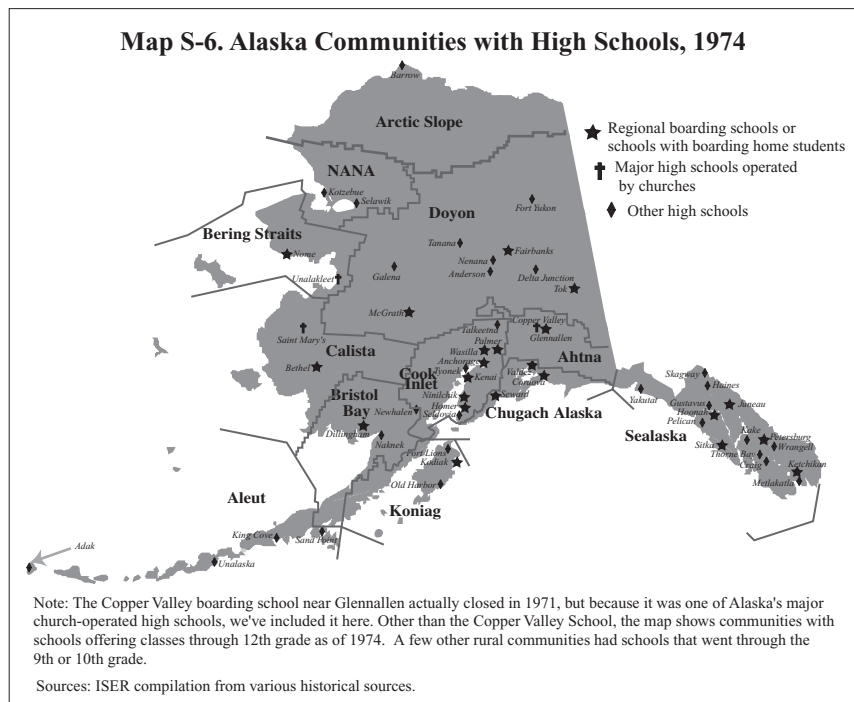 Map S-6. Alaska Communities with High Schools, 1974
Barrow
Arctic Slope
Regional boarding schools or
schools with boarding home students
Major high schools operated
by churches
Other high schools
NANA
Kotzebue
Selawik
Doyon
Fort Yukon
Bering Straits
Nome
Tanana
Fairbanks
Nenana
Anderson
Delta Junction
Tok
Unalakleet
Galena
McGrath
Saint Mary's
Calista
Bethel
Talkeetna
Copper Valley
Glennallen
Palmer
Wasilla
Anchorage
Ahtna
Cook
Inlet
Tyonek
Kenai
Valdez
Cordova
Ninilchik
Homer
Seldovia
Seward
Chugach Alaska
Bristol
Bay
Newhalen
Dillingham
Naknek
Yakutat
Skagway
Haines
Gustavus
Hoonah
Pelican
Juneau
Sealaska
Sitka
Kake
Petersburg
Wrangell
Thorne Bay
Craig
Ketchikan
Metlakatla
Fort Lions
Kodiak
Old Harbor
Koniag
Aleut
King Cove
Sand Point
Adak
Unalaska
Note: The Copper Valley boarding school near Glennallen actually closed in 1971, but because it was one of Alaska's major
church-operated high schools, we've included it here. Other than the Copper Valley School, the map shows communities with
schools offering classes through 12th grade as of 1974.  A few other rural communities had schools that went through the
9th or 10th grade.
Sources: ISER compilation from various historical sources.